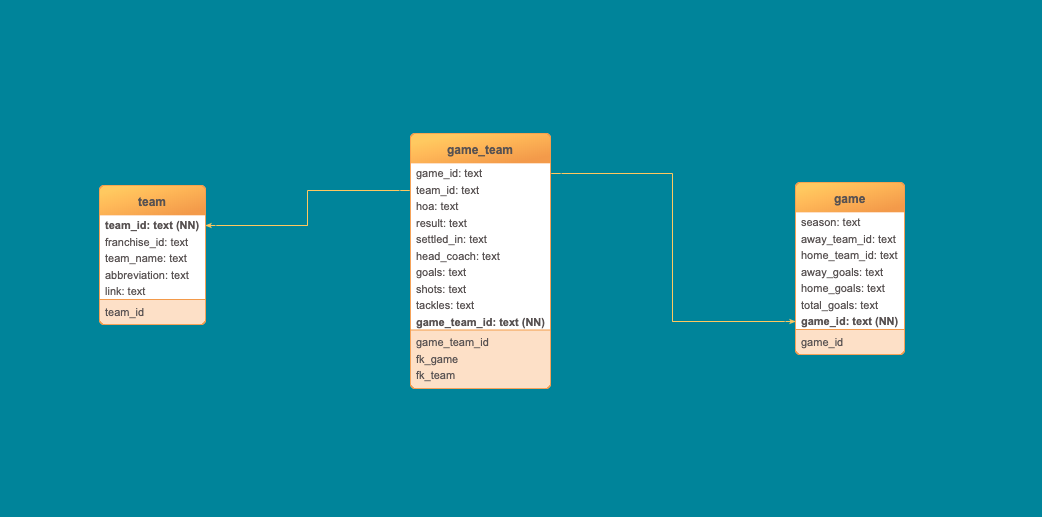 team
team_id: text (NN)
franchise_id: text
team_name: text
abbreviation: text
link: text
team_id
game_team
game_id: text
team_id: text
hoa: text
result: text
settled_in: text
head_coach: text
goals: text
shots: text
tackles: text
game_team_id: text (NN)
game_team_id
fk_game
fk_team
game
season: text
away_team_id: text
home_team_id: text
away_goals: text
home_goals: text
total_goals: text
game_id: text (NN)
game_id